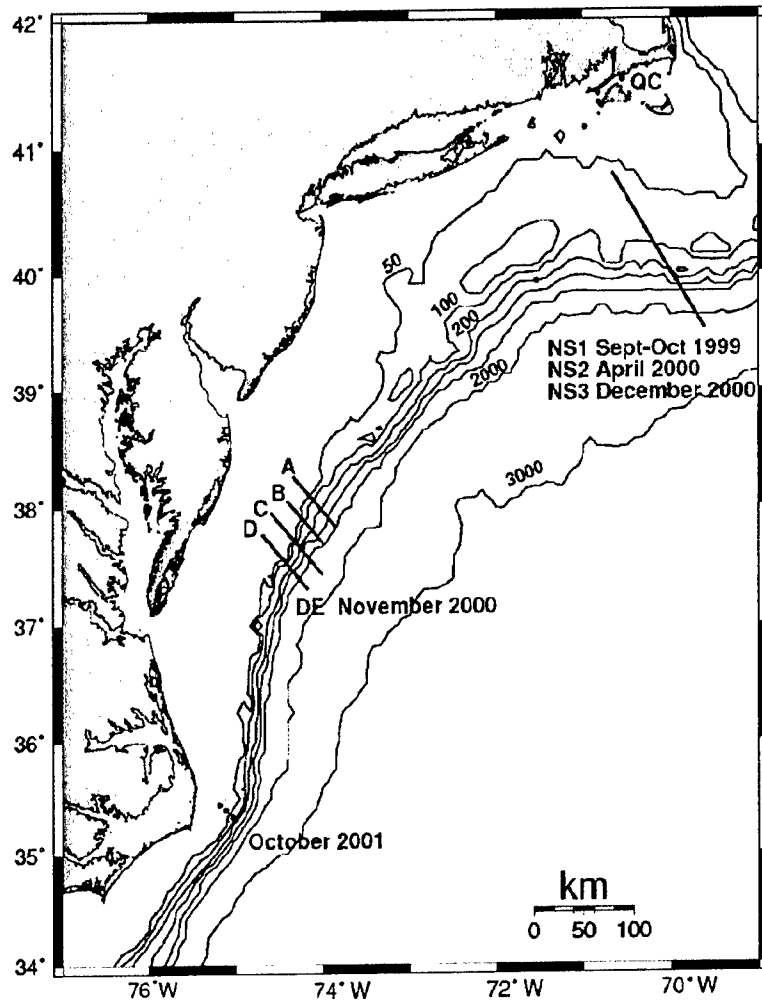 42°
QC
41°
50
40°
100
200
NS1 Sept-Oct 1999
NS2 April 2000
NS3 December 2000
2000
39°
3000
A
38°
B
C
D
DE November 2000
37°
36°
October 2001
35°
km
0 50 100
34°
76°W 74°W 72°W 70°W